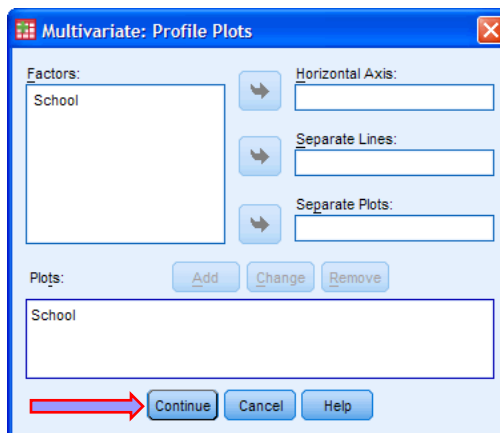 Multivariate: Profile Plots
Factors:
School
Horizontal Axis:
Separate Lines:
Separate Plots:
Plots:
Add Change Remove
School
Continue Cancel Help